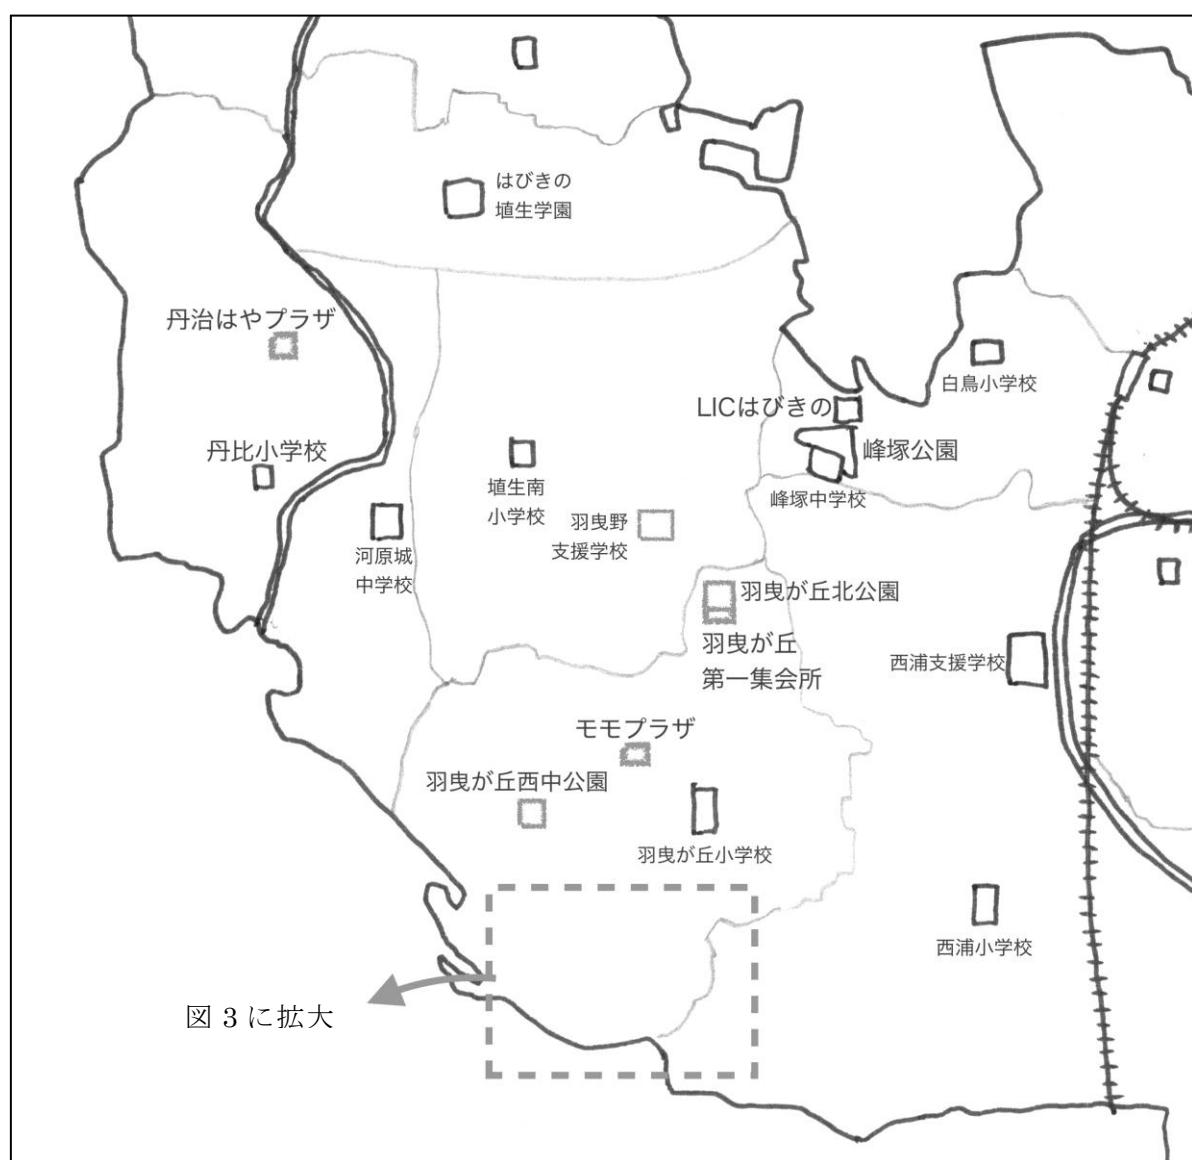 はびきの
埴生学園
丹治はやプラザ
白鳥小学校
LICはびきの
丹比小学校
峰塚公園
埴生南
小学校
峰塚中学校
羽曳野
支援学校
河原城
中学校
羽曳が丘北公園
羽曳が丘
第一集会所
西浦支援学校
モモプラザ
羽曳が丘西中公園
羽曳が丘小学校
西浦小学校
図 3 に拡大